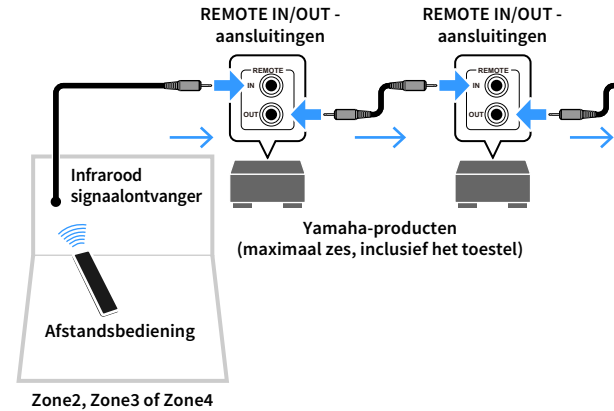 REMOTE IN/OUT -
aansluitingen
REMOTE IN/OUT -
aansluitingen
REMOTE
IN
OUT
REMOTE
IN
OUT
Infrarood
signaalontvanger
Yamaha-producten
(maximaal zes, inclusief het toestel)
Afstandsbediening
Zone2, Zone3 of Zone4